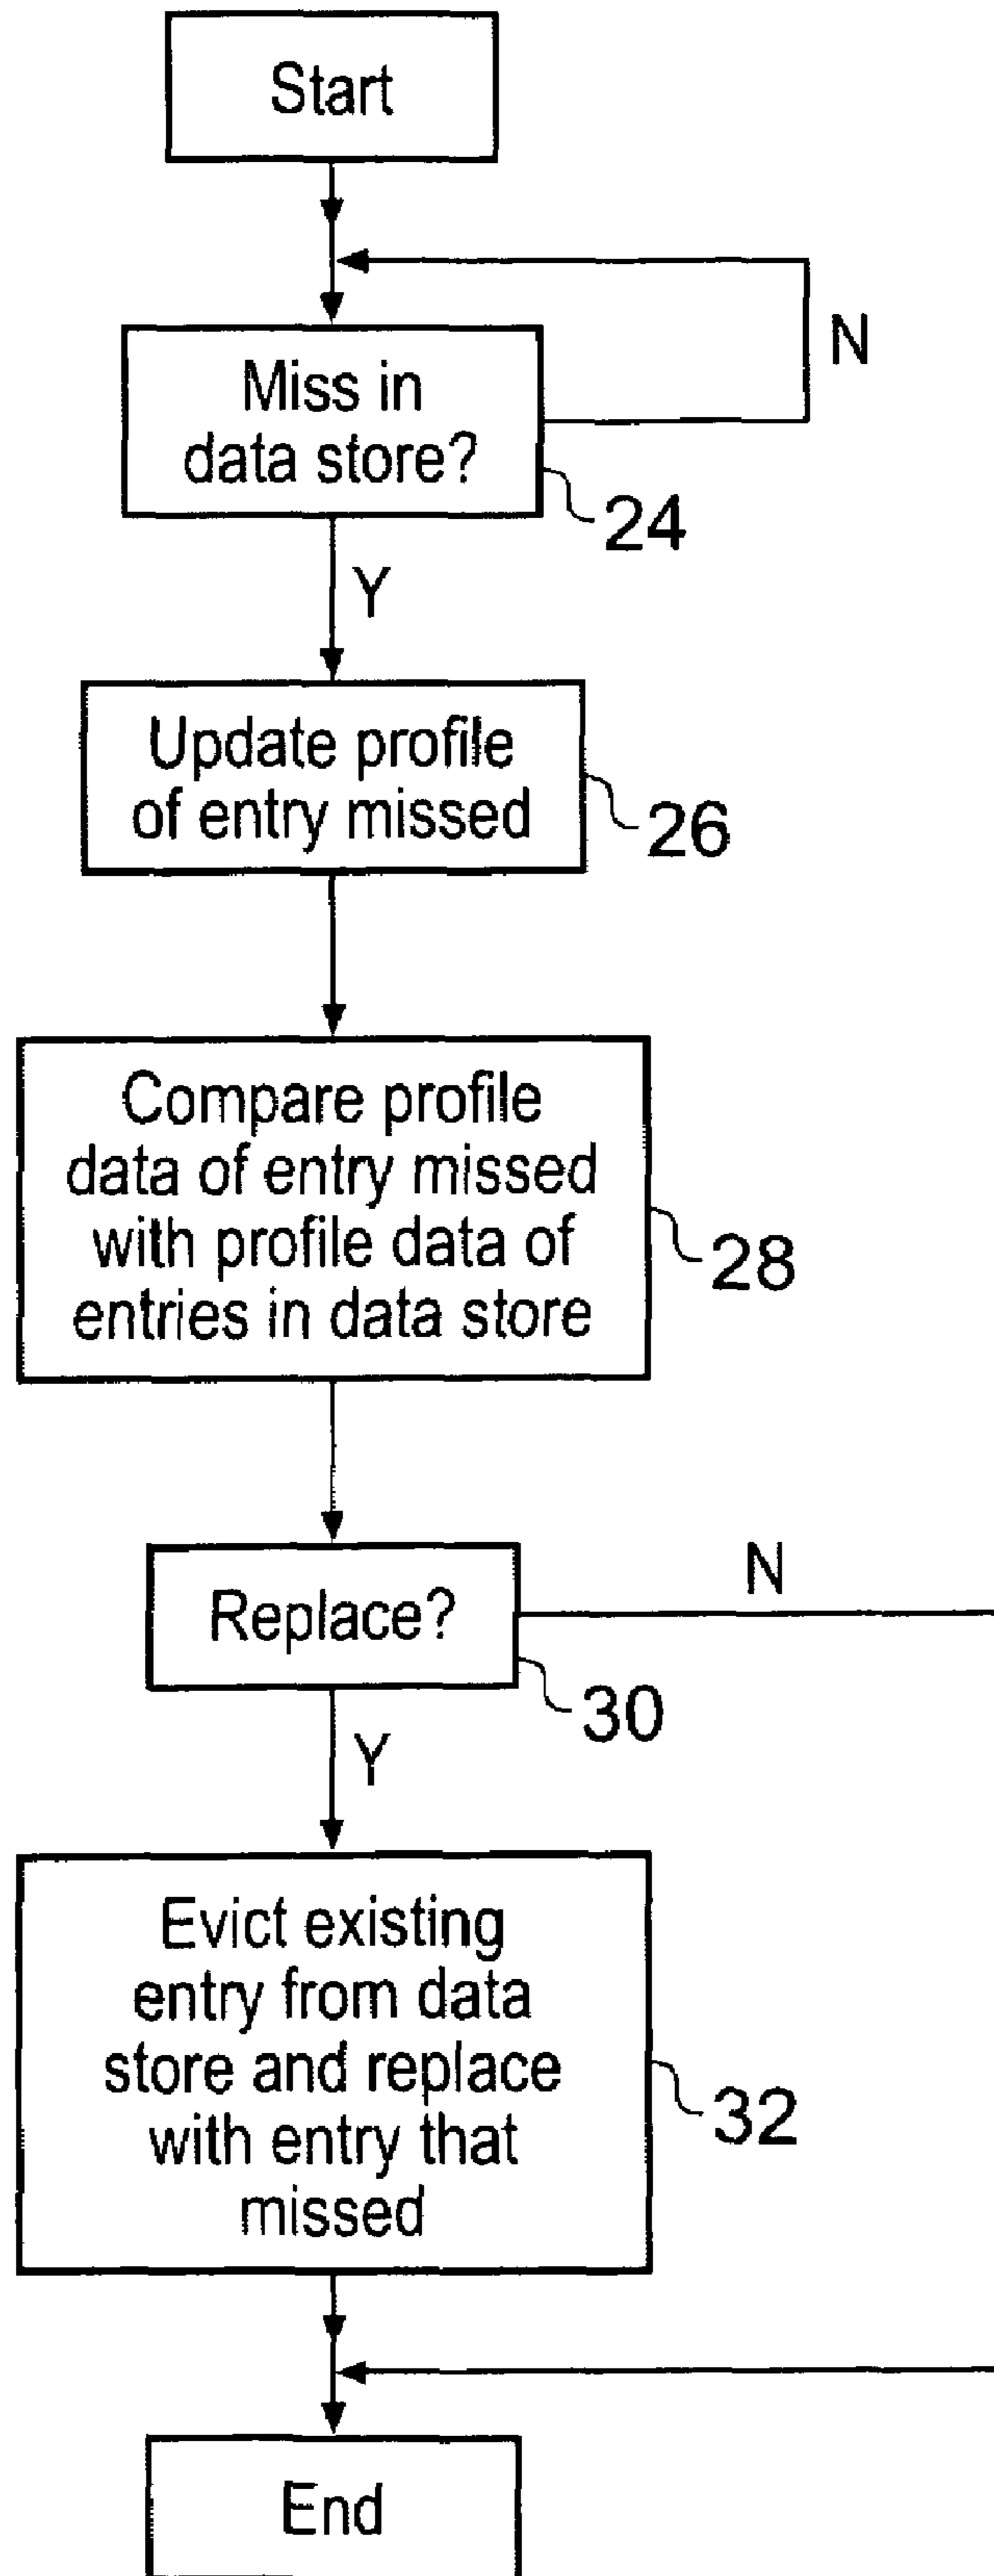 Start
N
Miss in
data store?
24
Y
Update profile
of entry missed
26
Compare profile
data of entry missed
with profile data of
entries in data store
28
N
Replace?
30
Y
Evict existing
entry from data
store and replace
with entry that
missed
32
End